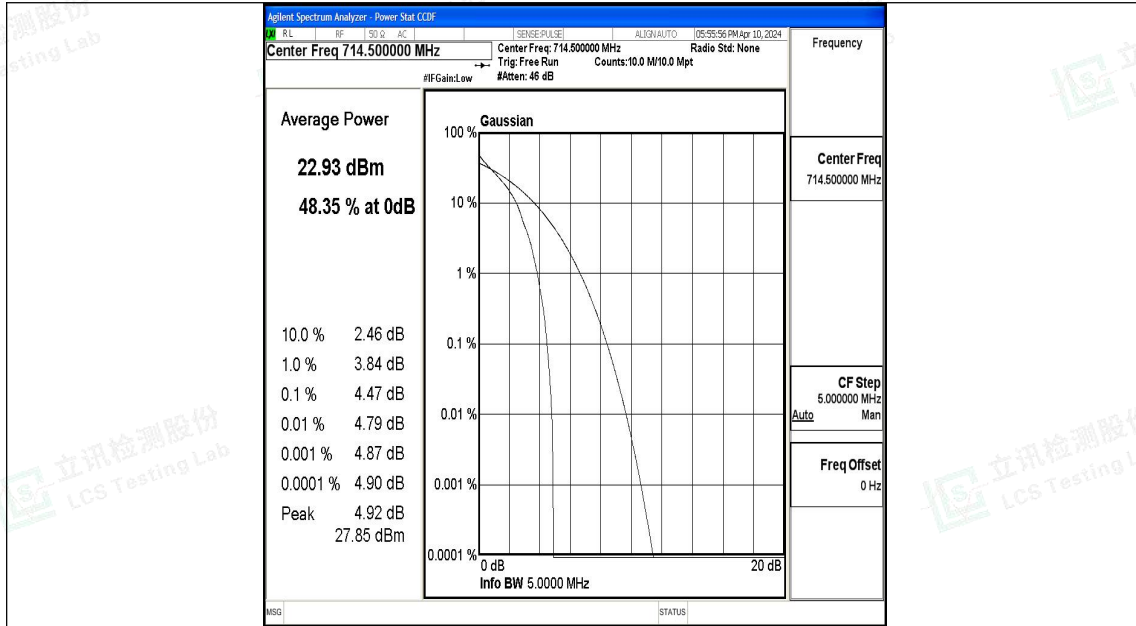 Agilent Spectrum Analyzer - Power Stat CCDF
RL RF 50 Ω AC SENSE:PULSE ALIGNAUTO 05:55:56 PM Apr 10, 2024
Center Freq 714.500000 MHz
Center Freq: 714.500000 MHz Radio Std: None
Trig: Free Run Counts:10.0 M/10.0 Mpt
#IFGain:Low #Atten: 46 dB
Frequency
Average Power
22.93 dBm
48.35 % at 0dB
10.0 % 2.46 dB
1.0 % 3.84 dB
0.1 % 4.47 dB
0.01 % 4.79 dB
0.001 % 4.87 dB
0.0001 % 4.90 dB
Peak 4.92 dB
27.85 dBm
Gaussian
100 %
10 %
1 %
0.1 %
0.01 %
0.001 %
0.0001 %
0 dB 20 dB
Info BW 5.0000 MHz
Center Freq
714.500000 MHz
CF Step
5.000000 MHz
Auto Man
Freq Offset
0 Hz
MSG STATUS
立讯检测股份
LCS Testing Lab
立讯检测股份
LCS Testing L